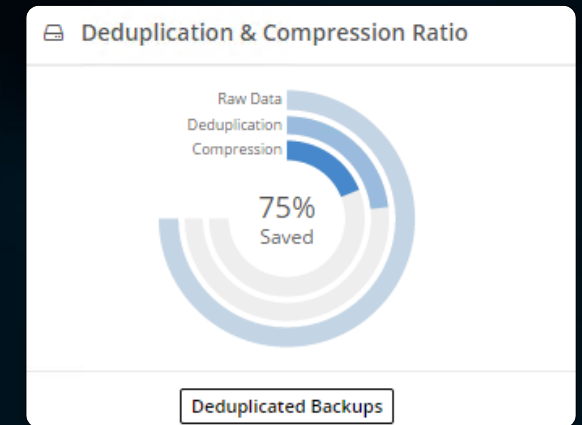 Deduplication & Compression Ratio
Raw Data
Deduplication
Compression
75%
Saved
Deduplicated Backups